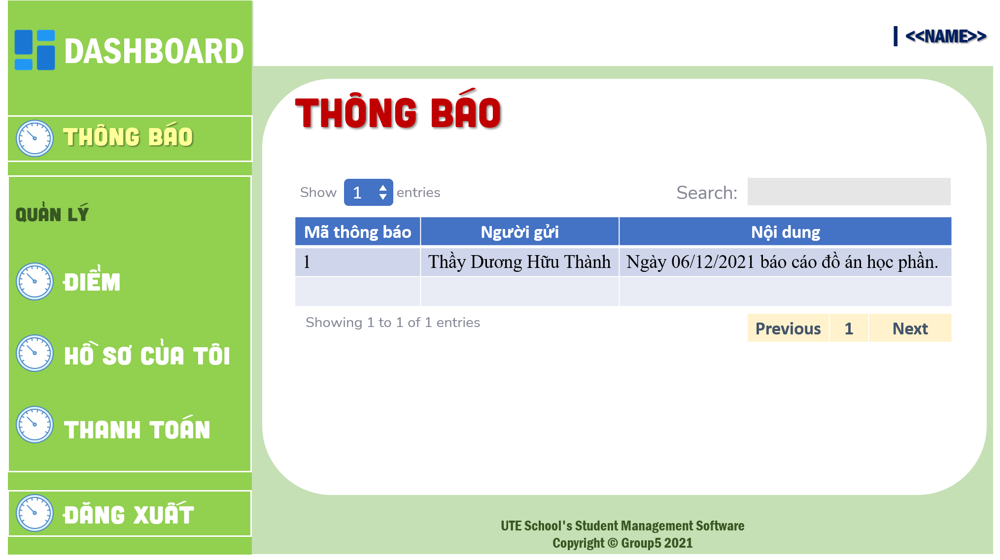 DASHBOARD
THÔNG BÁO
QUẢN LÝ
ĐIỂM
HỒ SƠ CỦA TÔI
THANH TOÁN
ĐĂNG XUẤT
<<NAME>>
THÔNG BÁO
Show 1 entries
Search:
Mã thông báo Người gửi Nội dung
1 Thầy Dương Hữu Thành Ngày 06/12/2021 báo cáo đồ án học phần.
Showing 1 to 1 of 1 entries
Previous 1 Next
UTE School's Student Management Software
Copyright © Group5 2021